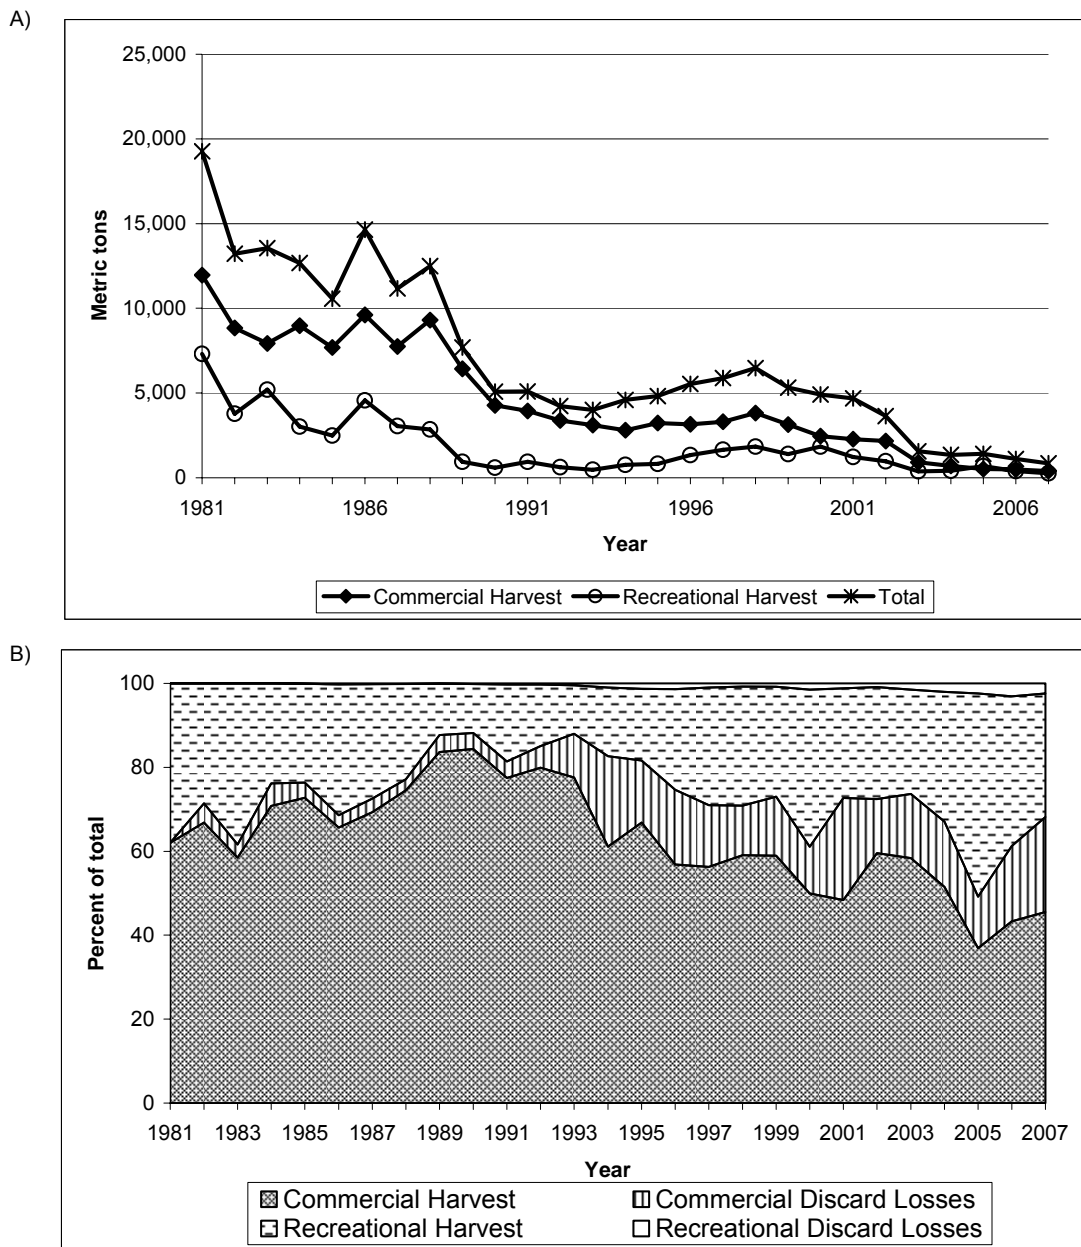 A)
25,000
20,000
15,000
10,000
5,000
0
Metric tons
1981 1986 1991 1996 2001 2006
Year
Commercial Harvest Recreational Harvest Total
B)
100
80
60
40
20
0
Percent of total
1981 1983 1985 1987 1989 1991 1993 1995 1997 1999 2001 2003 2005 2007
Year
Commercial Harvest Commercial Discard Losses
Recreational Harvest Recreational Discard Losses